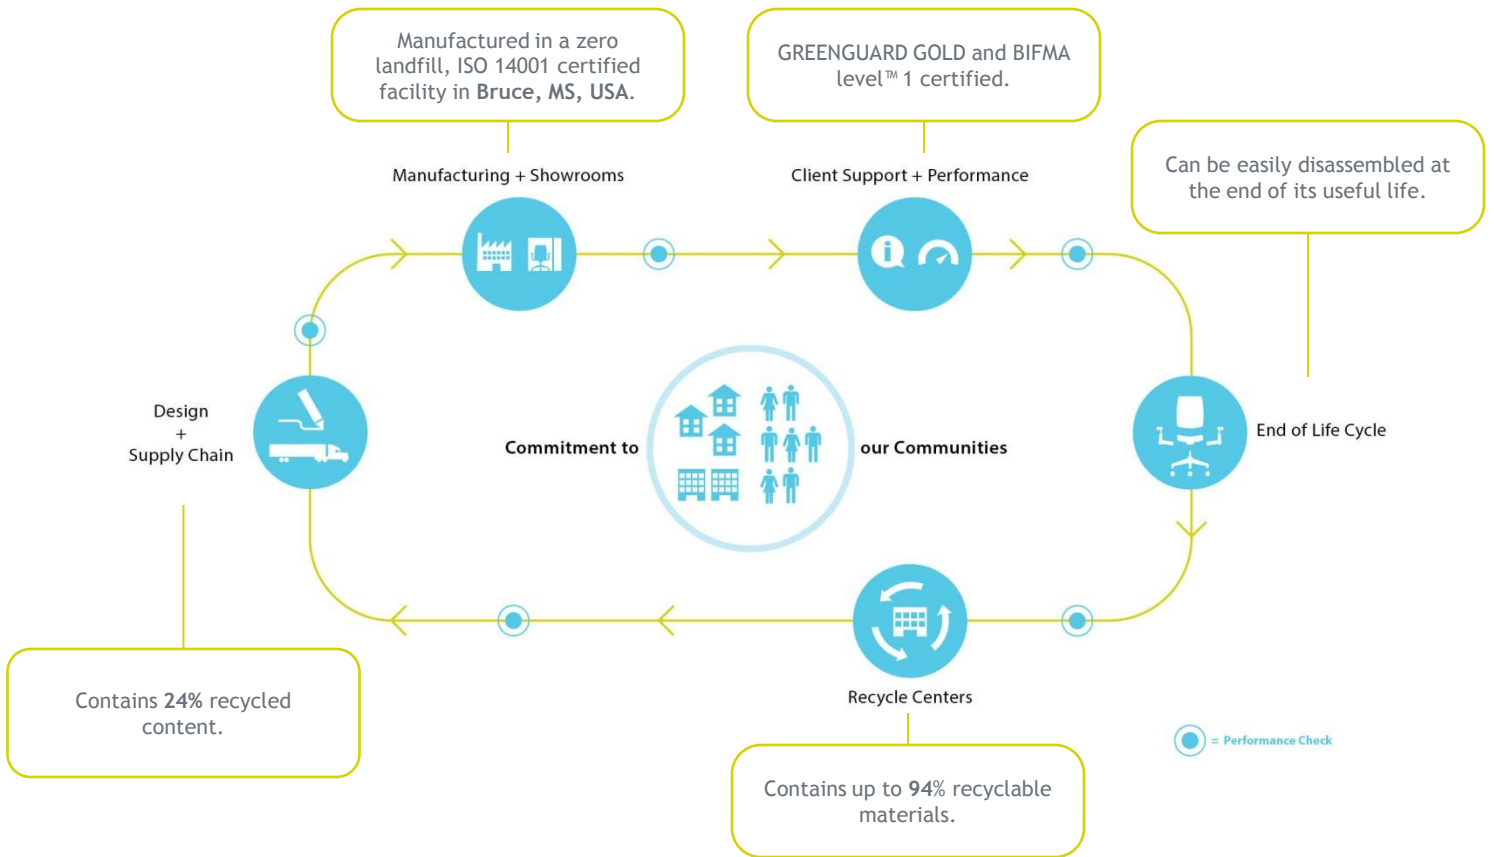 Manufactured in a zero
landfill, ISO 14001 certified
facility in Bruce, MS, USA.
GREENGUARD GOLD and BIFMA
level™ 1 certified.
Can be easily disassembled at
the end of its useful life.
Manufacturing + Showrooms
Client Support + Performance
Design
+
Supply Chain
Commitment to
our Communities
End of Life Cycle
Recycle Centers
Contains 24% recycled
content.
= Performance Check
Contains up to 94% recyclable
materials.